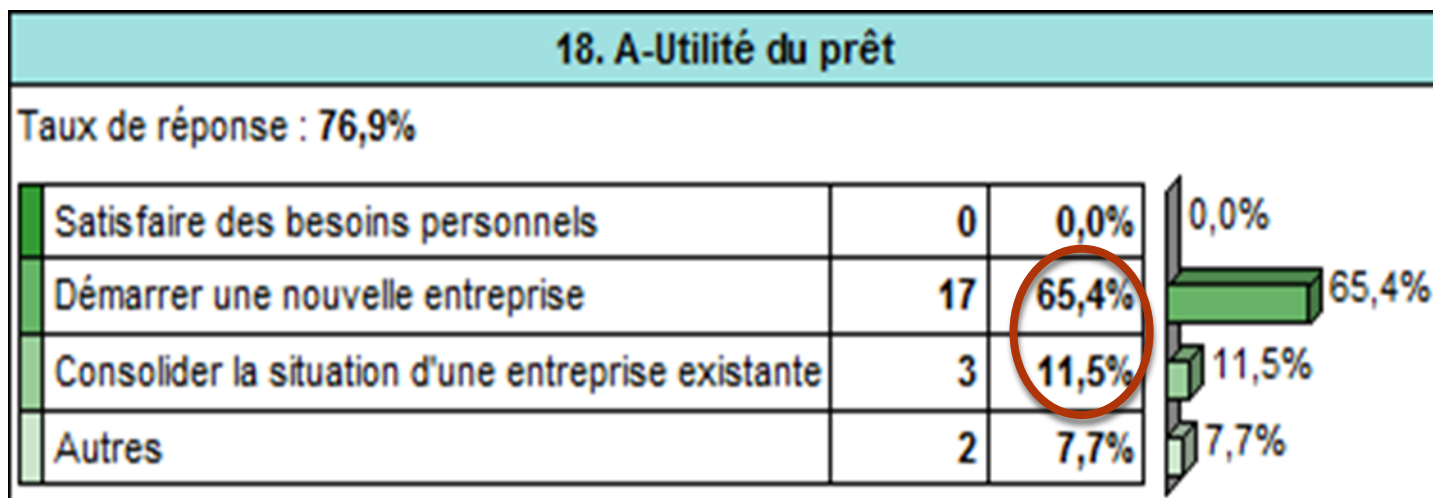 18. A-Utilité du prêt
Taux de réponse : 76,9%
Satisfaire des besoins personnels 0 0,0% 0,0%
Démarrer une nouvelle entreprise 17 65,4% 65,4%
Consolider la situation d'une entreprise existante 3 11,5% 11,5%
Autres 2 7,7% 7,7%